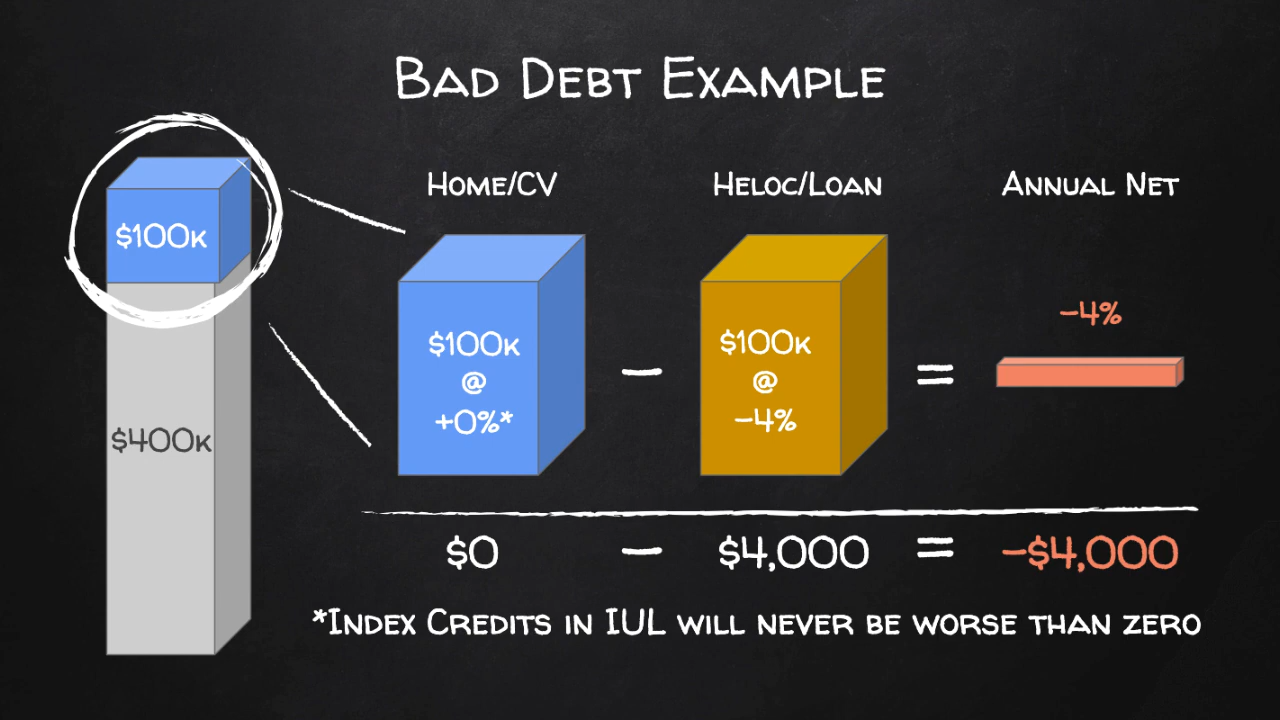 Bad Debt Example
Home/CV
Heloc/Loan
Annual Net
$100k
$400k
$100k
@
+0%*
−
$100k
@
−4%
=
−4%
$0 − $4,000 = −$4,000
*Index Credits in IUL will never be worse than zero